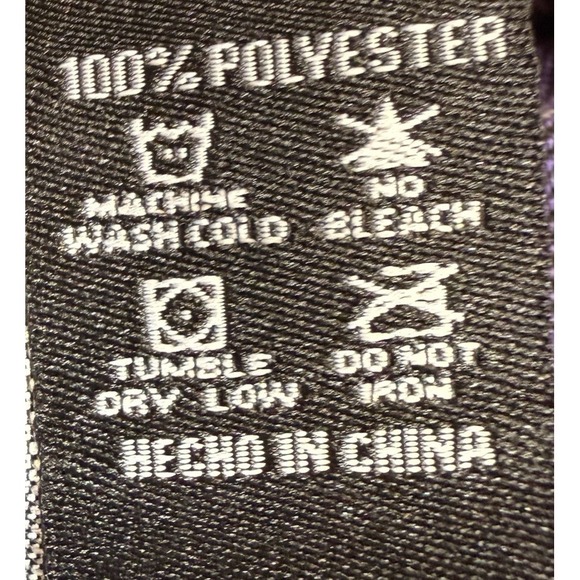 100% POLYESTER
MACHINE
WASH COLD
NO
BLEACH
TUMBLE
DRY LOW
DO NOT
IRON
HECHO IN CHINA